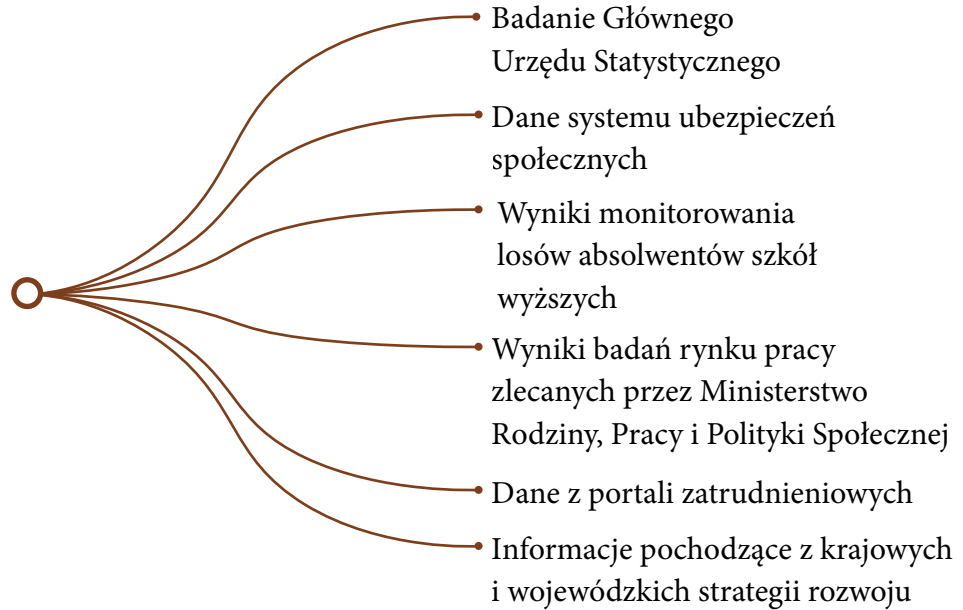 Badanie Głównego
Urzędu Statystycznego
Dane systemu ubezpieczeń
społecznych
Wyniki monitorowania
losów absolwentów szkół
wyższych
Wyniki badań rynku pracy
zlecanych przez Ministerstwo
Rodziny, Pracy i Polityki Społecznej
Dane z portali zatrudnieniowych
Informacje pochodzące z krajowych
i wojewódzkich strategii rozwoju